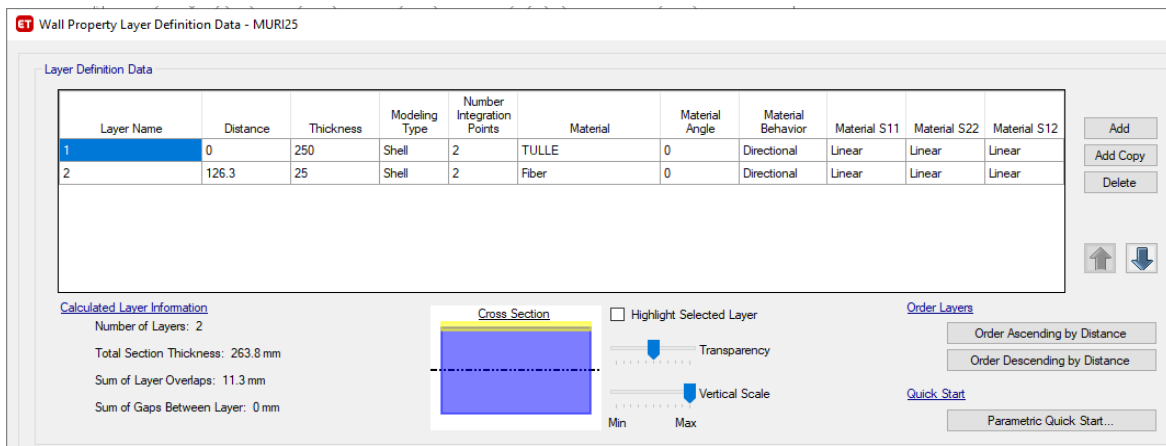 ET Wall Property Layer Definition Data - MURI25
Layer Definition Data
Layer Name Distance Thickness Modeling Type Number Integration Points Material Material Angle Material Behavior Material S11 Material S22 Material S12
1 0 250 Shell 2 TULLE 0 Directional Linear Linear Linear
2 126.3 25 Shell 2 Fiber 0 Directional Linear Linear Linear
Add
Add Copy
Delete
Calculated Layer Information
Number of Layers: 2
Total Section Thickness: 263.8 mm
Sum of Layer Overlaps: 11.3 mm
Sum of Gaps Between Layer: 0 mm
Cross Section
Highlight Selected Layer
Transparency
Vertical Scale
Min Max
Order Layers
Order Ascending by Distance
Order Descending by Distance
Quick Start
Parametric Quick Start...